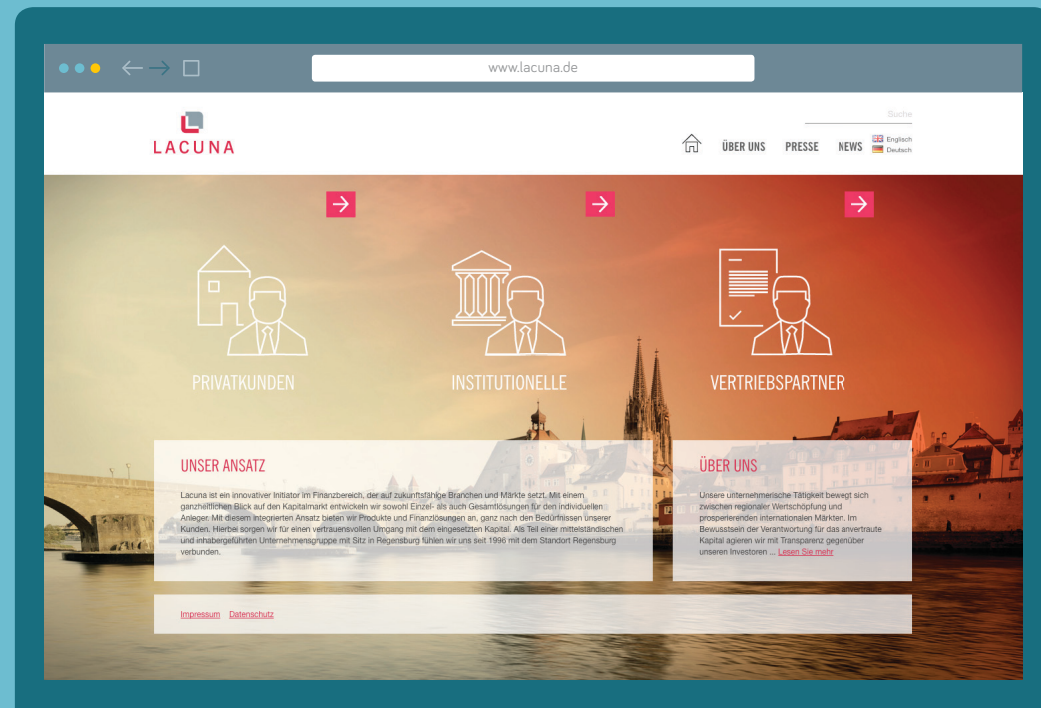 www.lacuna.de
Suche
LACUNA
ÜBER UNS PRESSE NEWS
Englisch
Deutsch
PRIVATKUNDEN
INSTITUTIONELLE
VERTRIEBSPARTNER
UNSER ANSATZ
Lacuna ist ein innovativer Initiator im Finanzbereich, der auf zukunftsfähige Branchen und Märkte setzt. Mit einem
ganzheitlichen Blick auf den Kapitalmarkt entwickeln wir sowohl Einzel- als auch Gesamtlösungen für den individuellen
Anleger. Mit diesem integrierten Ansatz bieten wir Produkte und Finanzlösungen an, ganz nach den Bedürfnissen unserer
Kunden. Hierbei sorgen wir für einen vertrauensvollen Umgang mit dem eingesetzten Kapital. Als Teil einer mittelständischen
und inhabergeführten Unternehmensgruppe mit Sitz in Regensburg fühlen wir uns seit 1996 mit dem Standort Regensburg
verbunden.
ÜBER UNS
Unsere unternehmerische Tätigkeit bewegt sich
zwischen regionaler Wertschöpfung und
prosperierenden internationalen Märkten. Im
Bewusstsein der Verantwortung für das anvertraute
Kapital agieren wir mit Transparenz gegenüber
unseren Investoren ... Lesen Sie mehr
Impressum Datenschutz